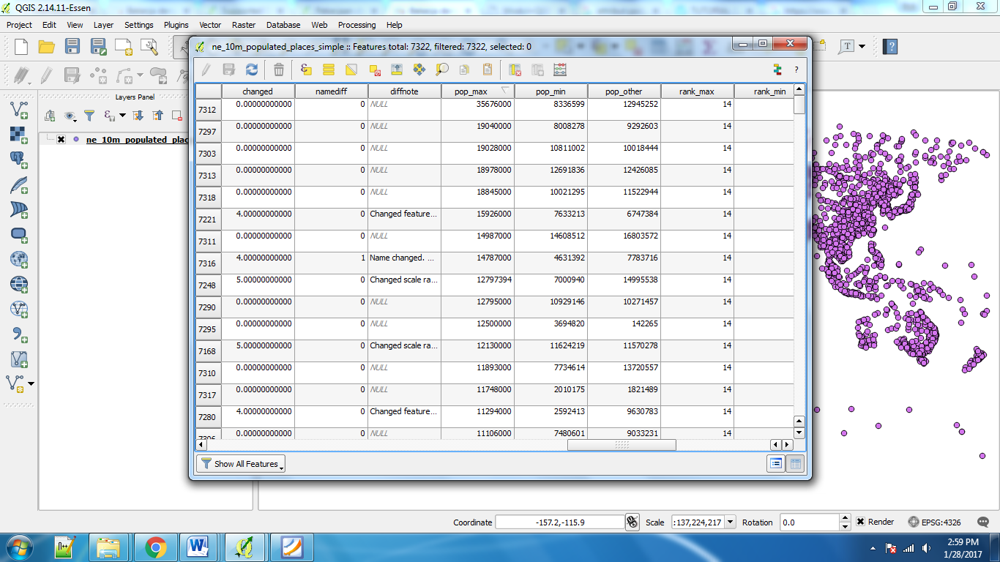 QGIS 2.14.11-Essen
Project Edit View Layer Settings Plugins Vector Raster Database Web Processing Help
ne_10m_populated_places_simple :: Features total: 7322, filtered: 7322, selected: 0
Layers Panel
ne_10m_populated_plac
changed namediff diffnote pop_max pop_min pop_other rank_max rank_min
7312 0.00000000000 0 NULL 35676000 8336599 12945252 14
7297 0.00000000000 0 NULL 19040000 8008278 9292603 14
7303 0.00000000000 0 NULL 19028000 10811002 10018444 14
7313 0.00000000000 0 NULL 18978000 12691836 12426085 14
7318 0.00000000000 0 NULL 18845000 10021295 11522944 14
7221 4.00000000000 0 Changed feature... 15926000 7633213 6747384 14
7311 0.00000000000 0 NULL 14987000 14608512 16803572 14
7316 4.00000000000 1 Name changed. ... 14787000 4631392 7783716 14
7248 5.00000000000 0 Changed scale ra... 12797394 7000940 14995538 14
7290 0.00000000000 0 NULL 12795000 10929146 10271457 14
7295 0.00000000000 0 NULL 12500000 3694820 142265 14
7168 5.00000000000 0 Changed scale ra... 12130000 11624219 11570278 14
7310 0.00000000000 0 NULL 11893000 7734614 13720557 14
7317 0.00000000000 0 NULL 11748000 2010175 1821489 14
7280 4.00000000000 0 Changed feature... 11294000 2592413 9630783 14
7306 0.00000000000 0 NULL 11106000 7480601 9033231 14
Show All Features
Coordinate -157.2,-115.9 Scale :137,224,217 Rotation 0.0 Render EPSG:4326
2:59 PM
1/28/2017